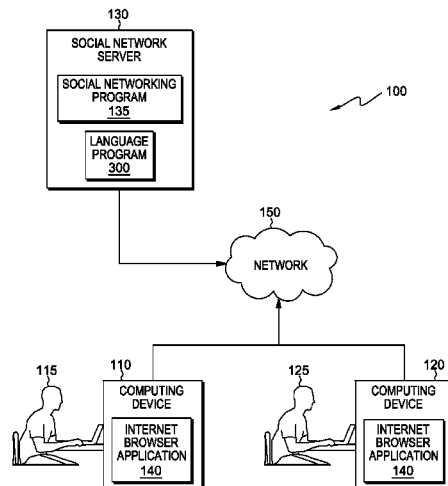 130
SOCIAL NETWORK
SERVER
SOCIAL NETWORKING
PROGRAM
135
LANGUAGE
PROGRAM
300
100
150
NETWORK
115
110
COMPUTING
DEVICE
INTERNET
BROWSER
APPLICATION
140
125
120
COMPUTING
DEVICE
INTERNET
BROWSER
APPLICATION
140